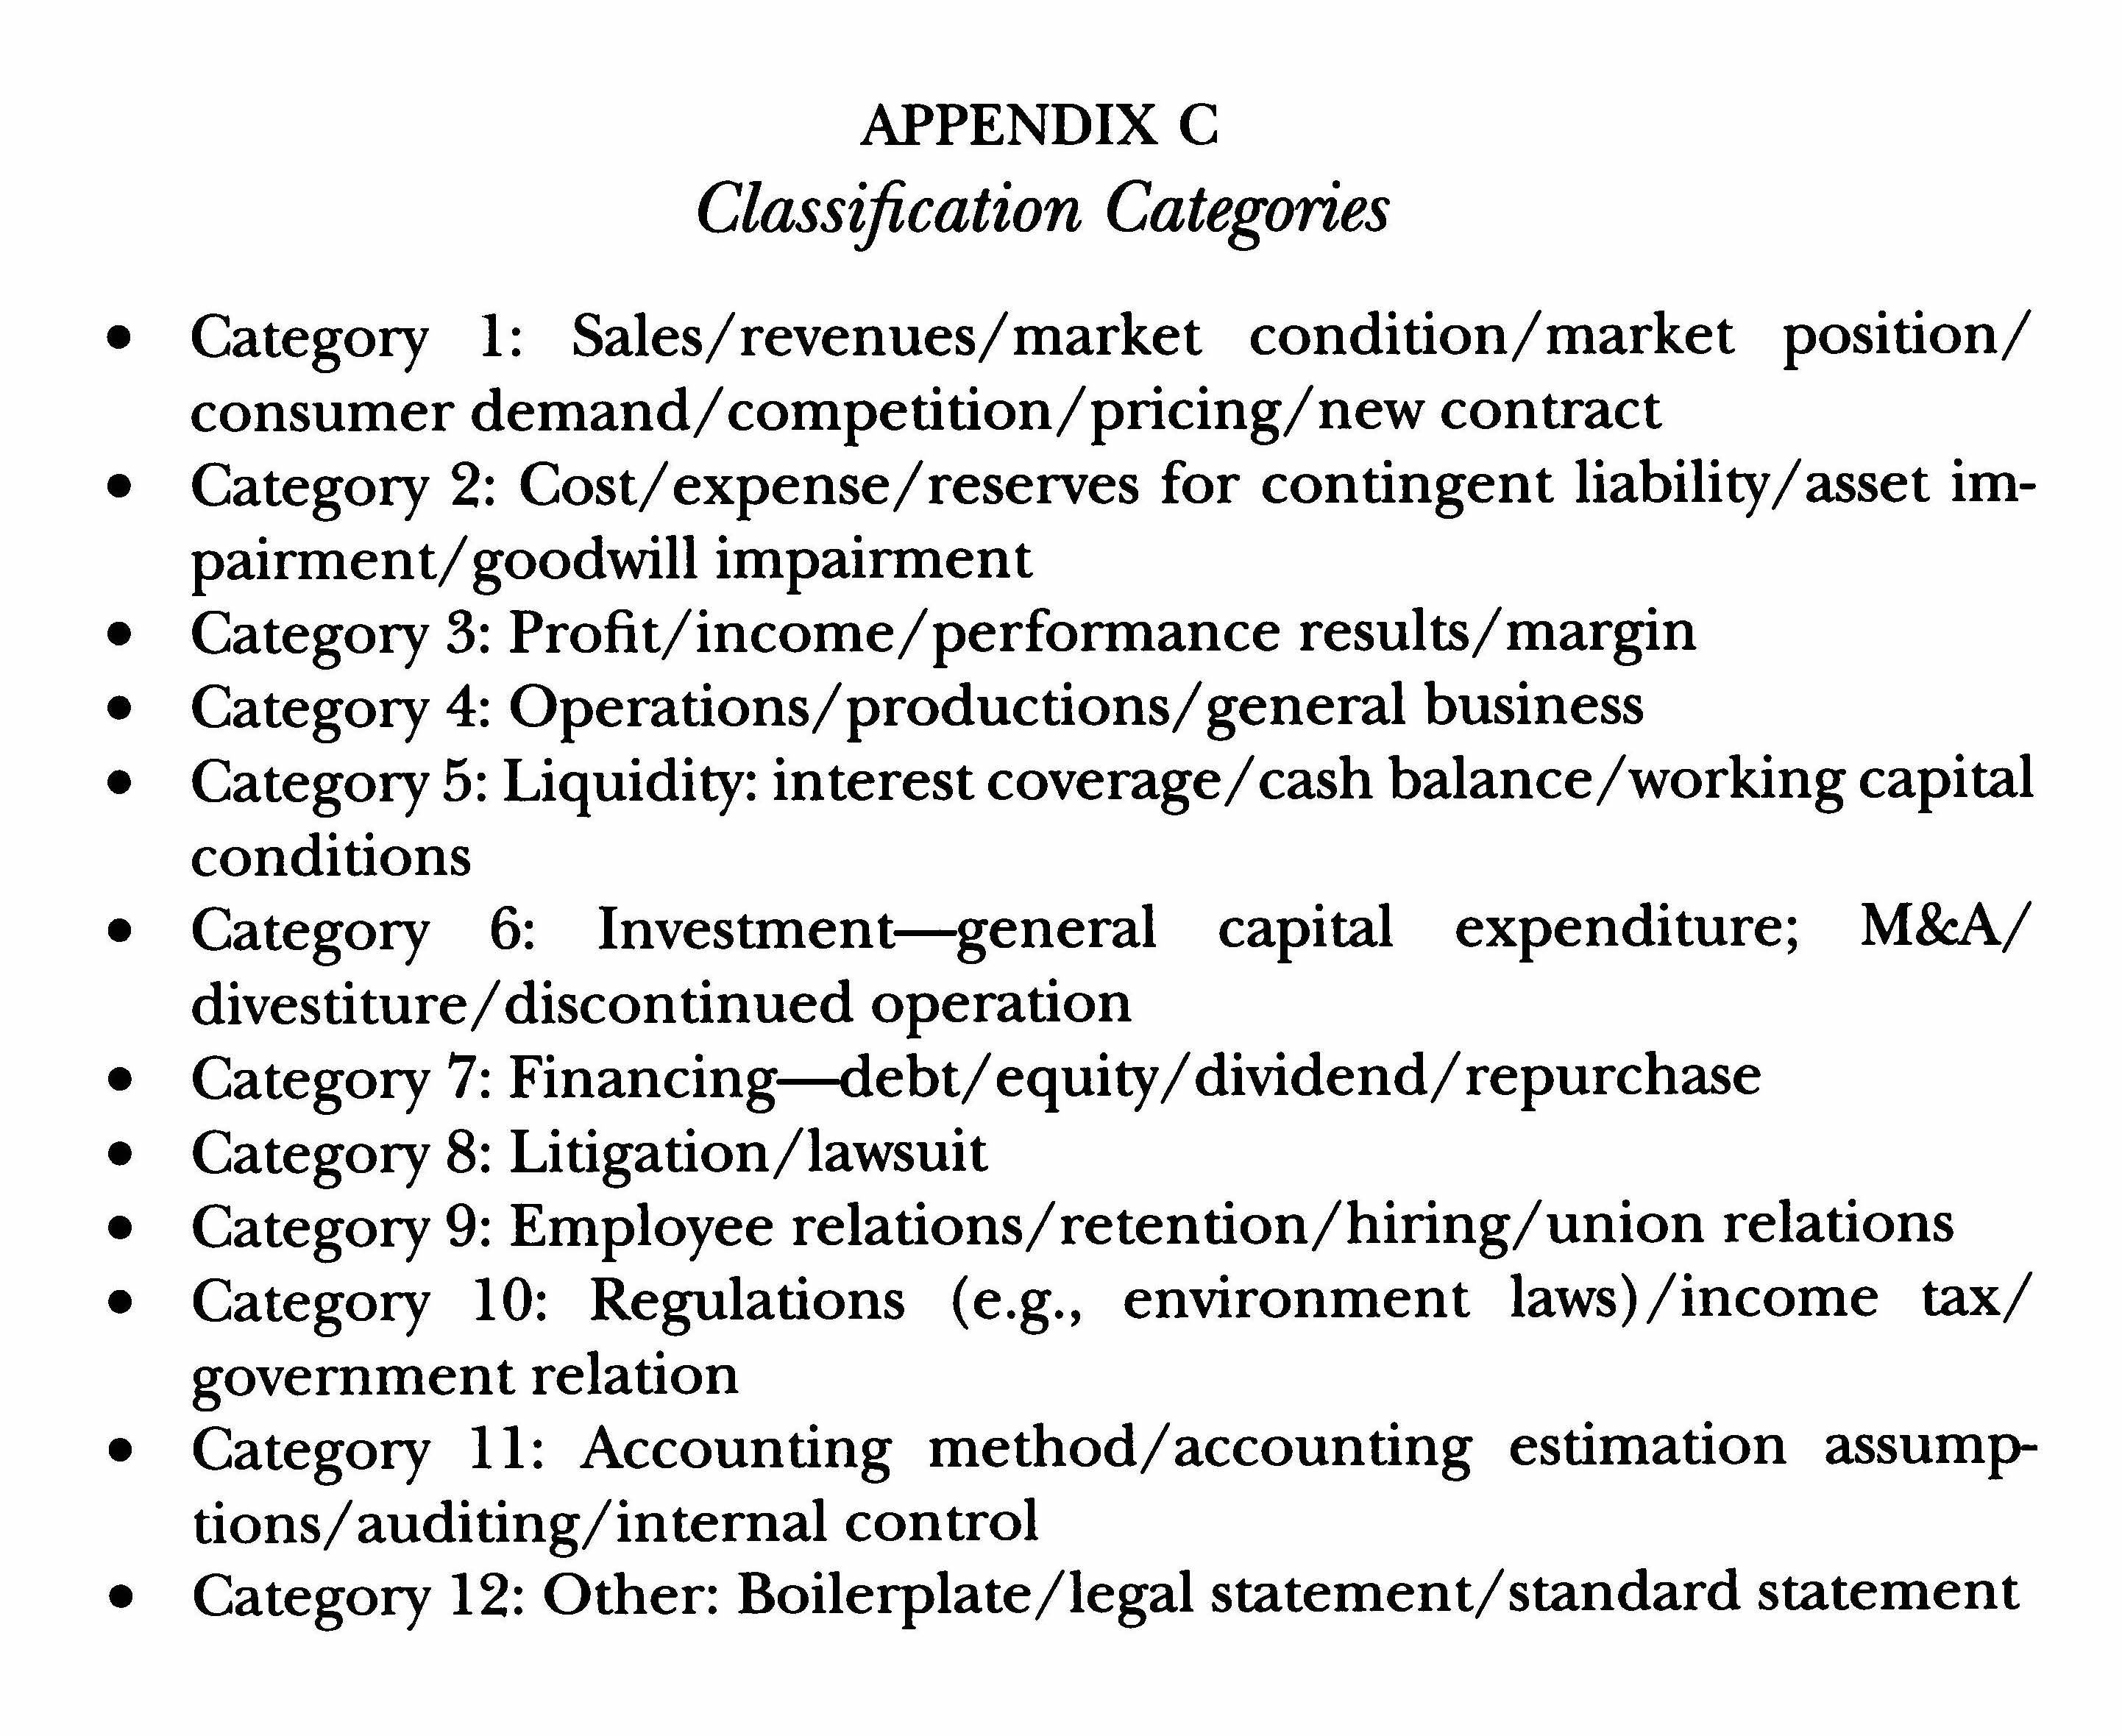 APPENDIX C
Classification Categories
• Category 1: Sales/revenues/market condition/market position/
consumer demand/competition/pricing/new contract
• Category 2: Cost/expense/reserves for contingent liability/asset im-
pairment/goodwill impairment
• Category 3: Profit/income/performance results/margin
• Category 4: Operations/productions/general business
• Category 5: Liquidity: interest coverage/cash balance/working capital
conditions
• Category 6: Investment—general capital expenditure; M&A/
divestiture/discontinued operation
• Category 7: Financing—debt/equity/dividend/repurchase
• Category 8: Litigation/lawsuit
• Category 9: Employee relations/retention/hiring/union relations
• Category 10: Regulations (e.g., environment laws)/income tax/
government relation
• Category 11: Accounting method/accounting estimation assump-
tions/auditing/internal control
• Category 12: Other: Boilerplate/legal statement/standard statement